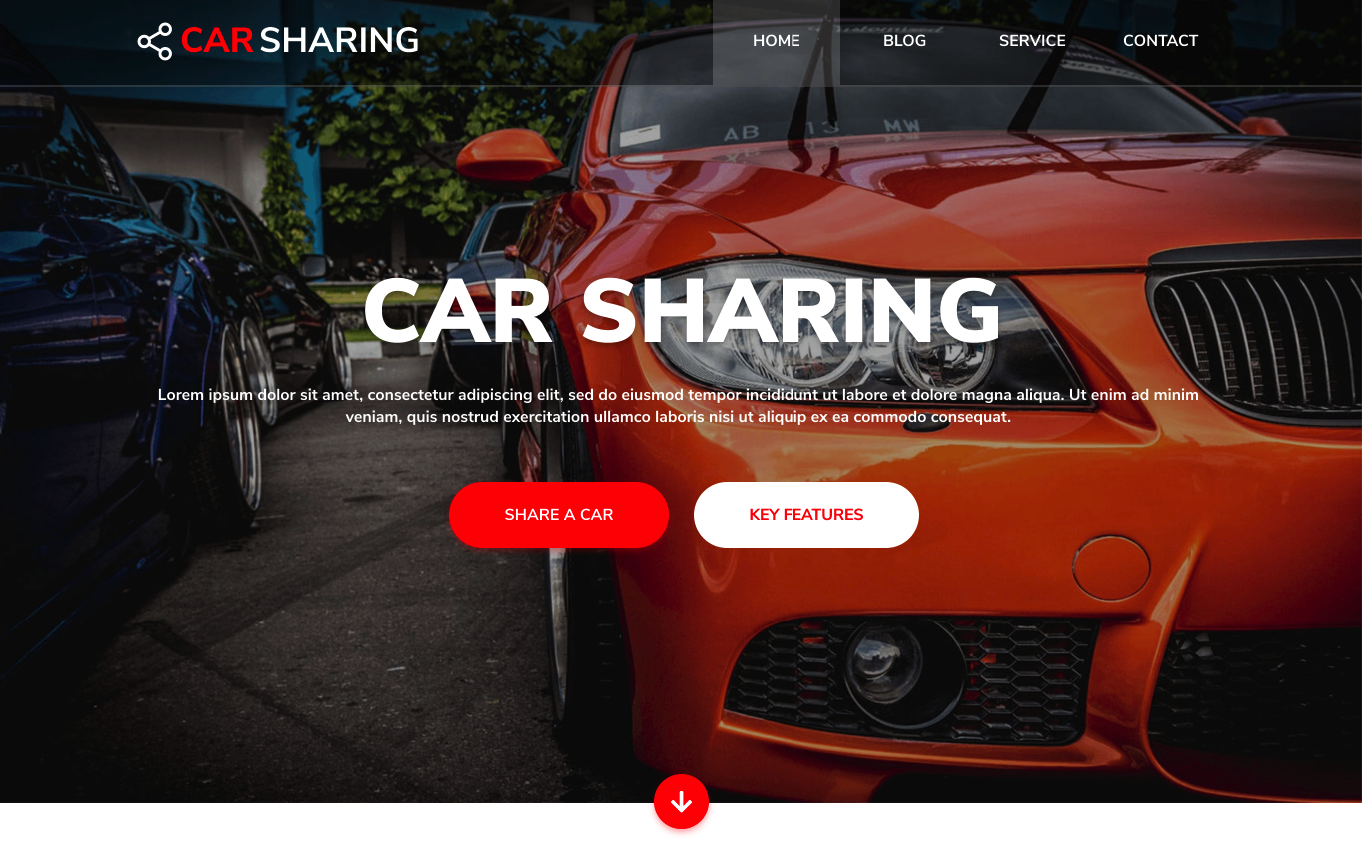 CAR SHARING
HOME
BLOG
SERVICE
CONTACT
AB 13 MW
CAR SHARING
Lorem ipsum dolor sit amet, consectetur adipiscing elit, sed do eiusmod tempor incididunt ut labore et dolore magna aliqua. Ut enim ad minim
veniam, quis nostrud exercitation ullamco laboris nisi ut aliquip ex ea commodo consequat.
SHARE A CAR
KEY FEATURES